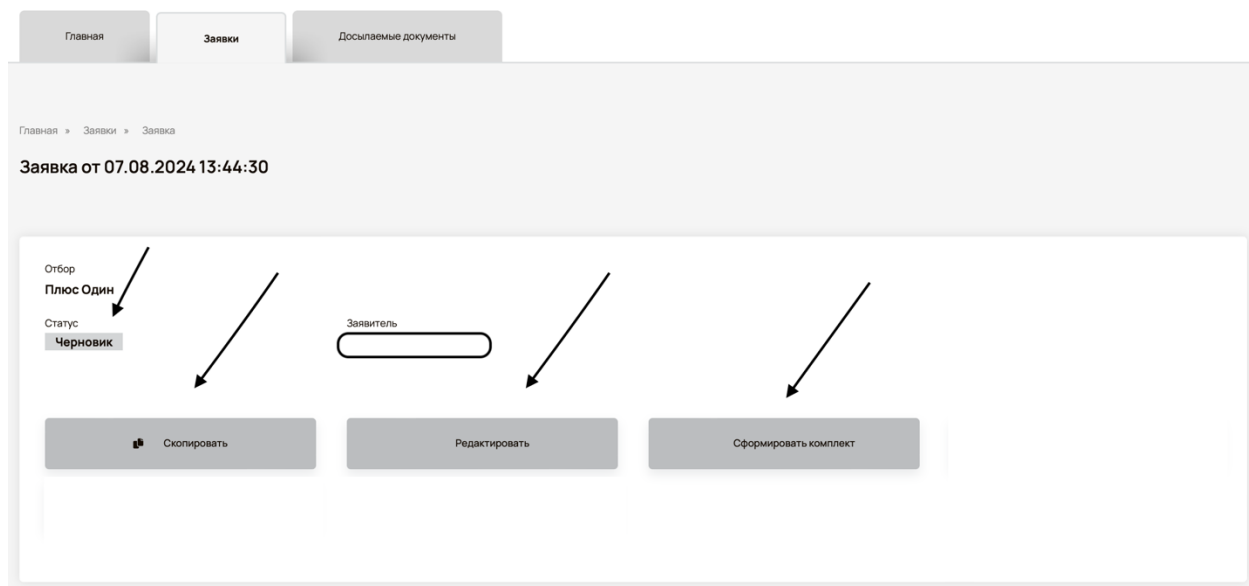 Главная Заявки Досылаемые документы
Главная » Заявки » Заявка
Заявка от 07.08.2024 13:44:30
Отбор
Плюс Один
Статус Заявитель
Черновик
Скопировать Редактировать Сформировать комплект